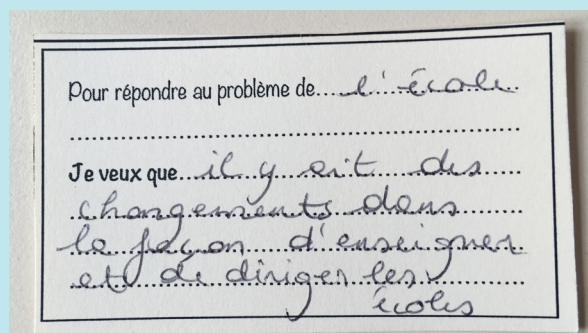 Pour répondre au problème de...l'école
Je veux que...il y ait des
changements dans
la façon d'enseigner
et de diriger les
écoles